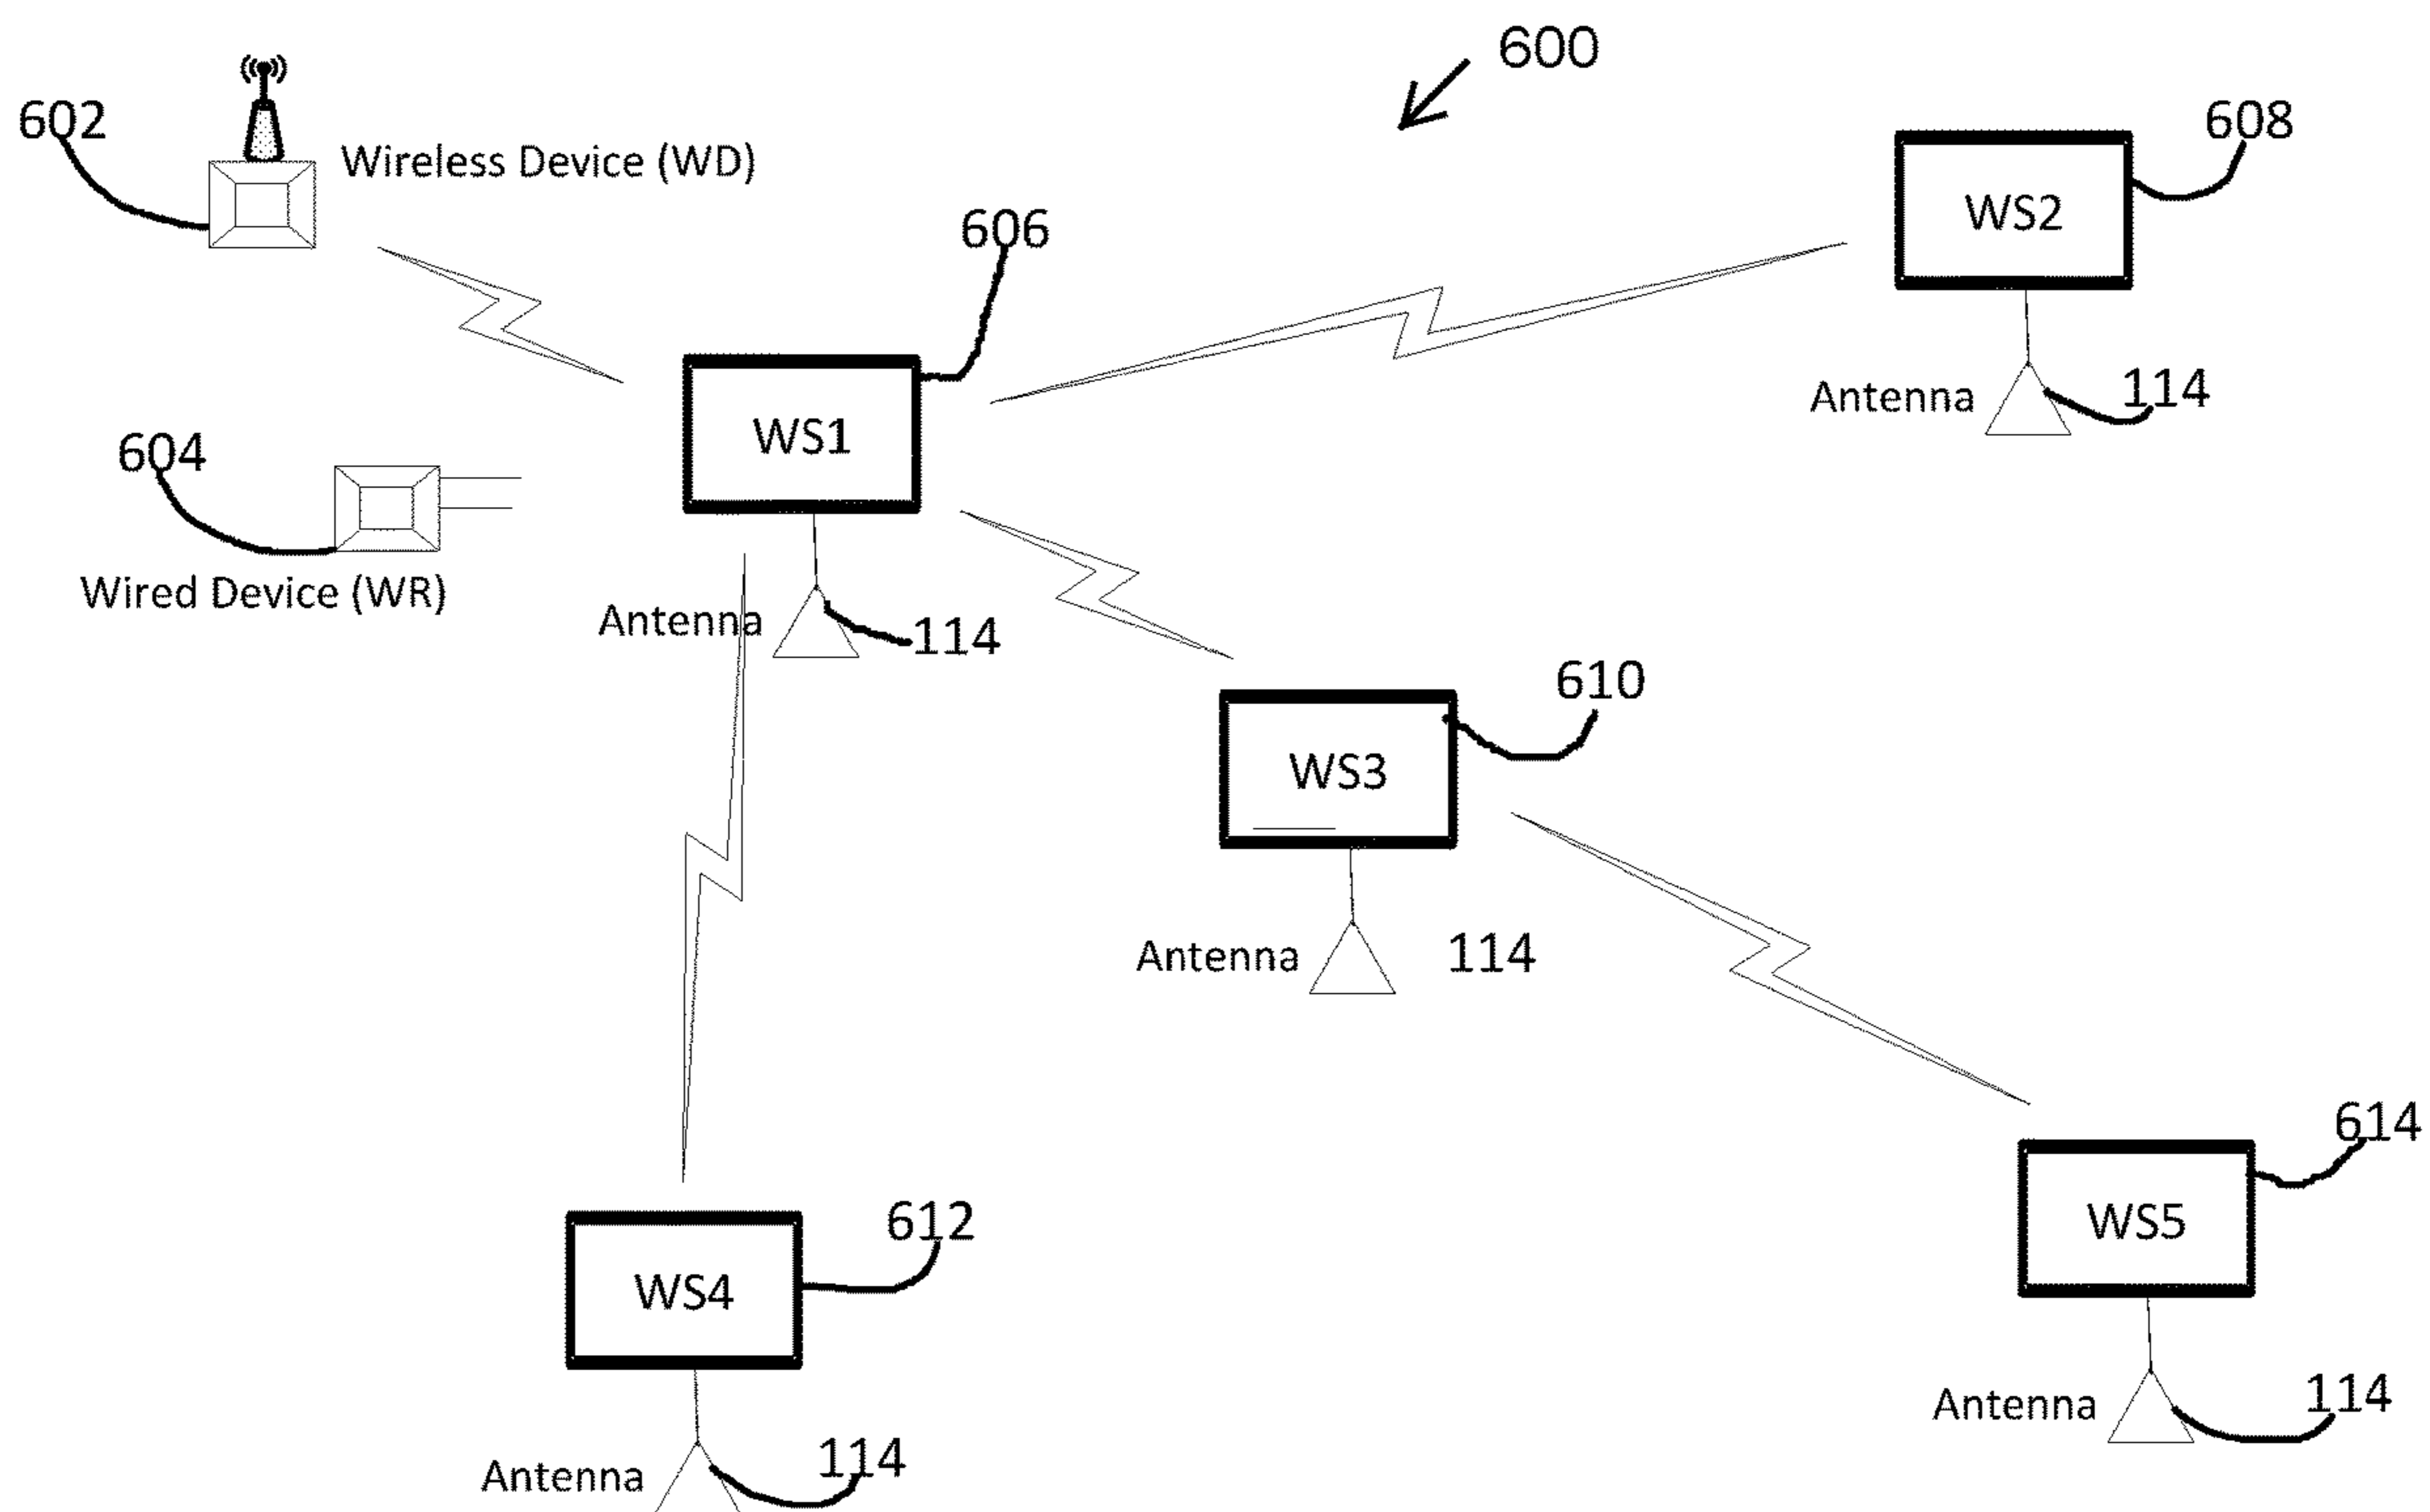 600
602
Wireless Device (WD)
608
WS2
606
WS1
Antenna
114
604
Wired Device (WR)
Antenna
114
610
WS3
Antenna
114
614
WS5
612
WS4
Antenna
114
Antenna
114